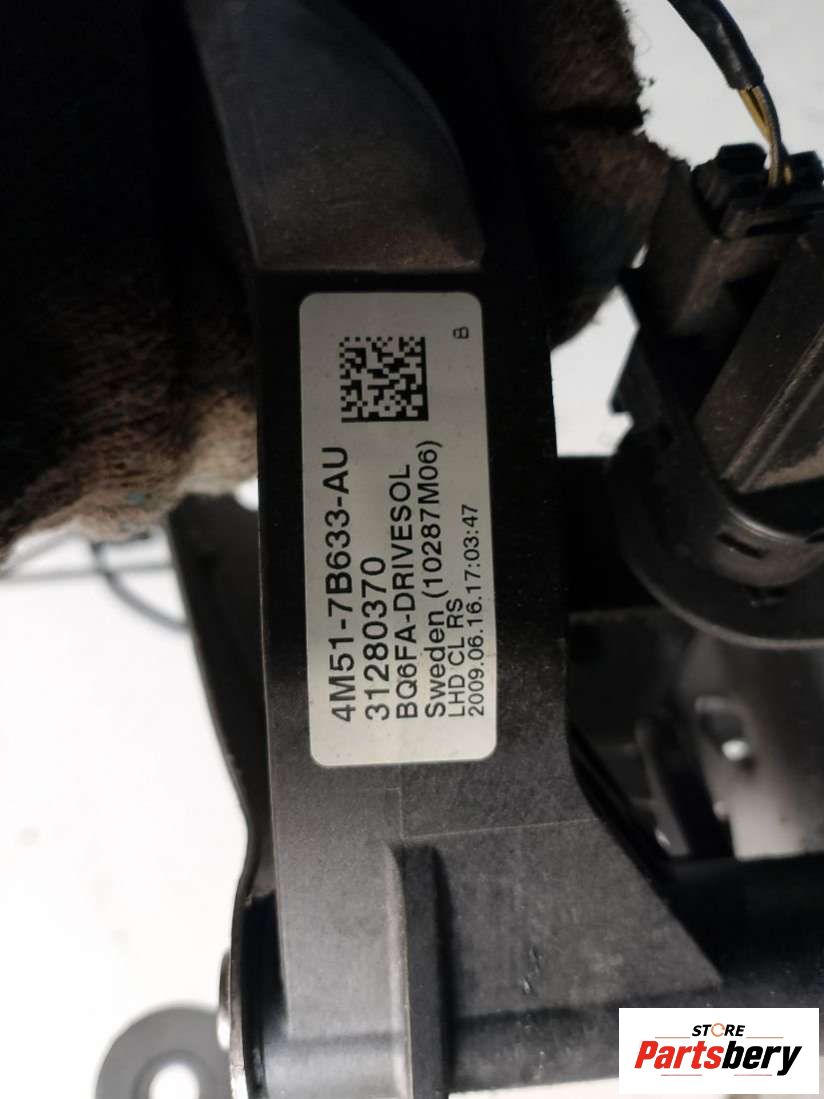 4M51-7B633-AU
31280370
BQ6FA-DRIVESOL
Sweden (10287M06)
LHD CL RS
2009.06.16.17:03:47
B
STORE
Partsbery